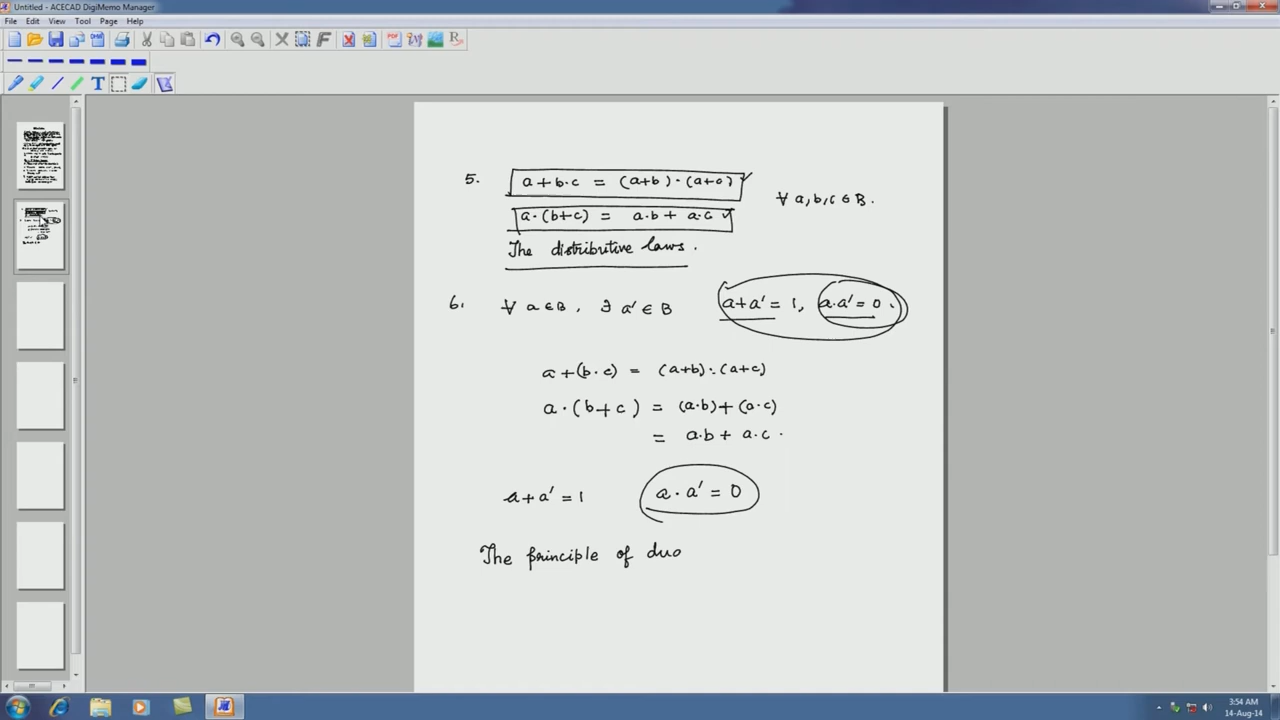 Untitled - ACECAD DigiMemo Manager
File Edit View Tool Page Help
5. a + b·c = (a+b)·(a+c)
∀ a,b,c ∈ B.
a·(b+c) = a·b + a·c
The distributive laws.
6. ∀ a ∈ B, ∃ a' ∈ B a+a' = 1, a·a' = 0.
a + (b·c) = (a+b)·(a+c)
a·(b+c) = (a·b)+(a·c)
= a·b + a·c.
a+a' = 1 a·a' = 0
The principle of duo
3:54 AM
14-Aug-14